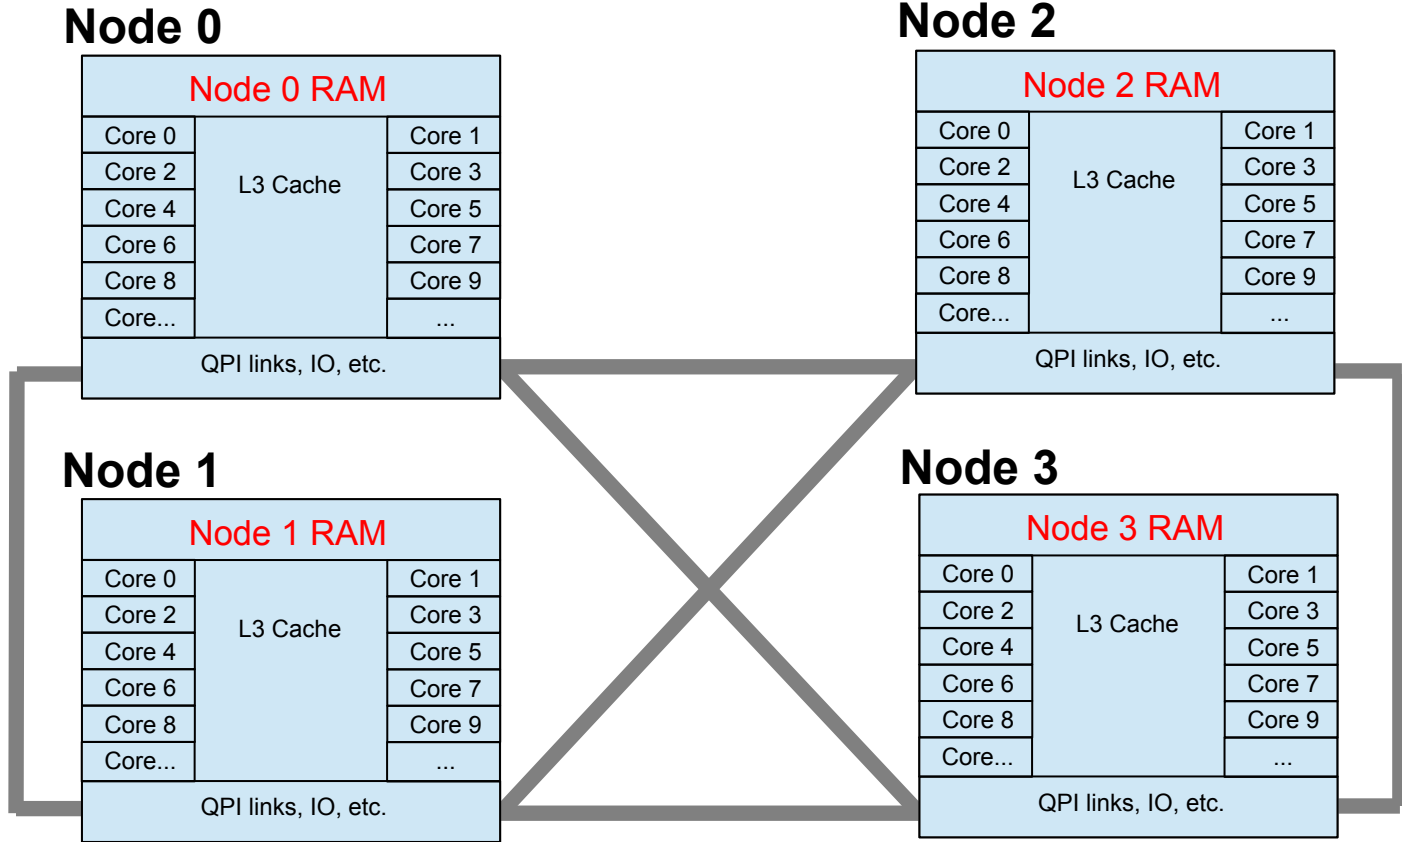 Node 0
Node 0 RAM
Core 0
Core 2
Core 4
Core 6
Core 8
Core...
L3 Cache
Core 1
Core 3
Core 5
Core 7
Core 9
...
QPI links, IO, etc.
Node 2
Node 2 RAM
Core 0
Core 2
Core 4
Core 6
Core 8
Core...
L3 Cache
Core 1
Core 3
Core 5
Core 7
Core 9
...
QPI links, IO, etc.
Node 1
Node 1 RAM
Core 0
Core 2
Core 4
Core 6
Core 8
Core...
L3 Cache
Core 1
Core 3
Core 5
Core 7
Core 9
...
QPI links, IO, etc.
Node 3
Node 3 RAM
Core 0
Core 2
Core 4
Core 6
Core 8
Core...
L3 Cache
Core 1
Core 3
Core 5
Core 7
Core 9
...
QPI links, IO, etc.